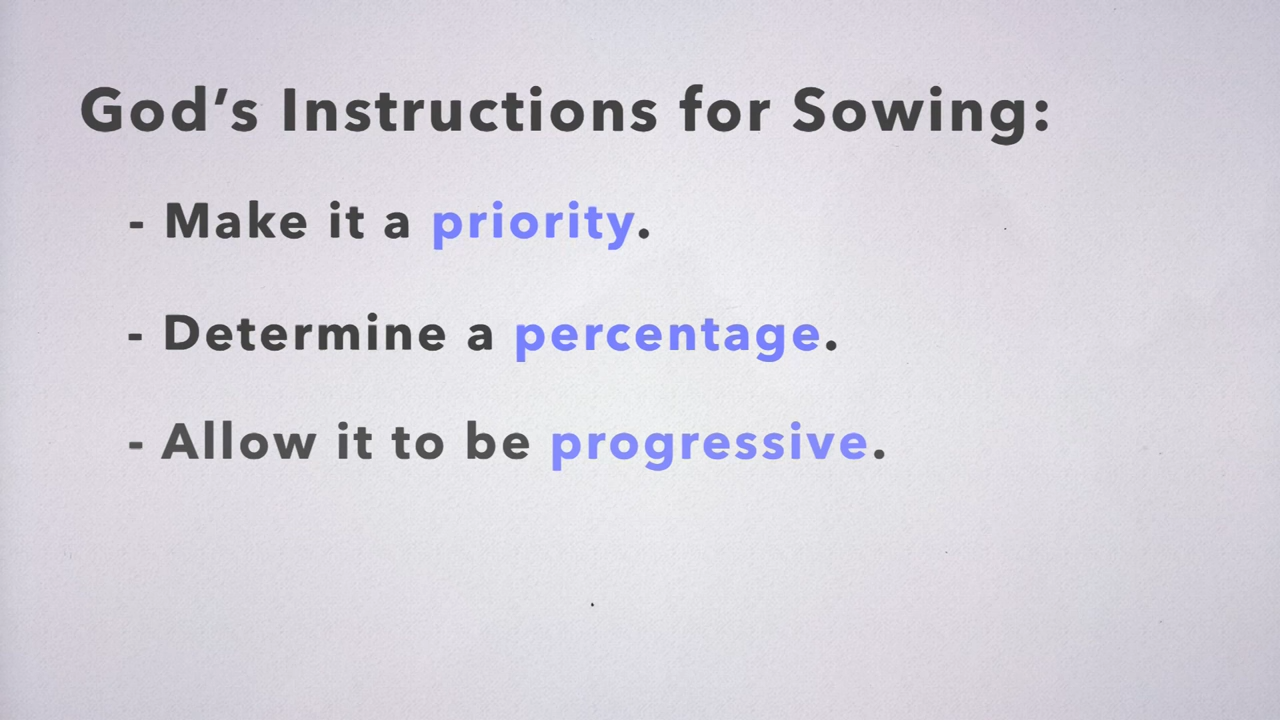 God’s Instructions for Sowing:
- Make it a priority.
- Determine a percentage.
- Allow it to be progressive.